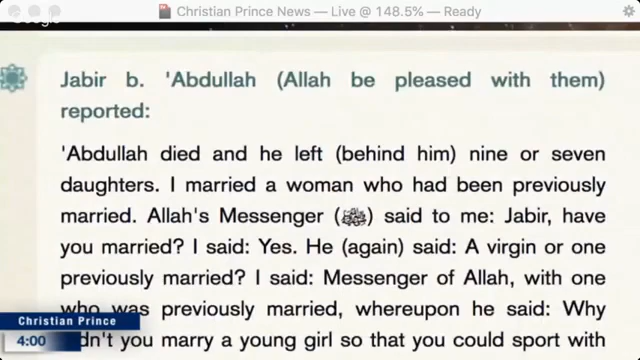 Christian Prince News — Live @ 148.5% — Ready
Google
Jabir b. 'Abdullah (Allah be pleased with them)
reported:
'Abdullah died and he left (behind him) nine or seven
daughters. I married a woman who had been previously
married. Allah's Messenger (ﷺ) said to me: Jabir, have
you married? I said: Yes. He (again) said: A virgin or one
previously married? I said: Messenger of Allah, with one
who was previously married, whereupon he said: Why
didn't you marry a young girl so that you could sport with
Christian Prince
4:00